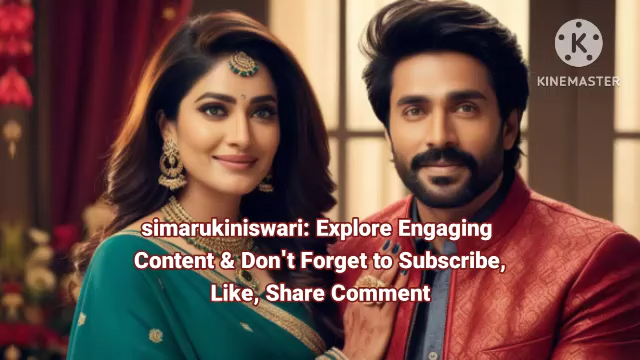 KINEMASTER
simarukiniswari: Explore Engaging
Content & Don't Forget to Subscribe,
Like, Share Comment